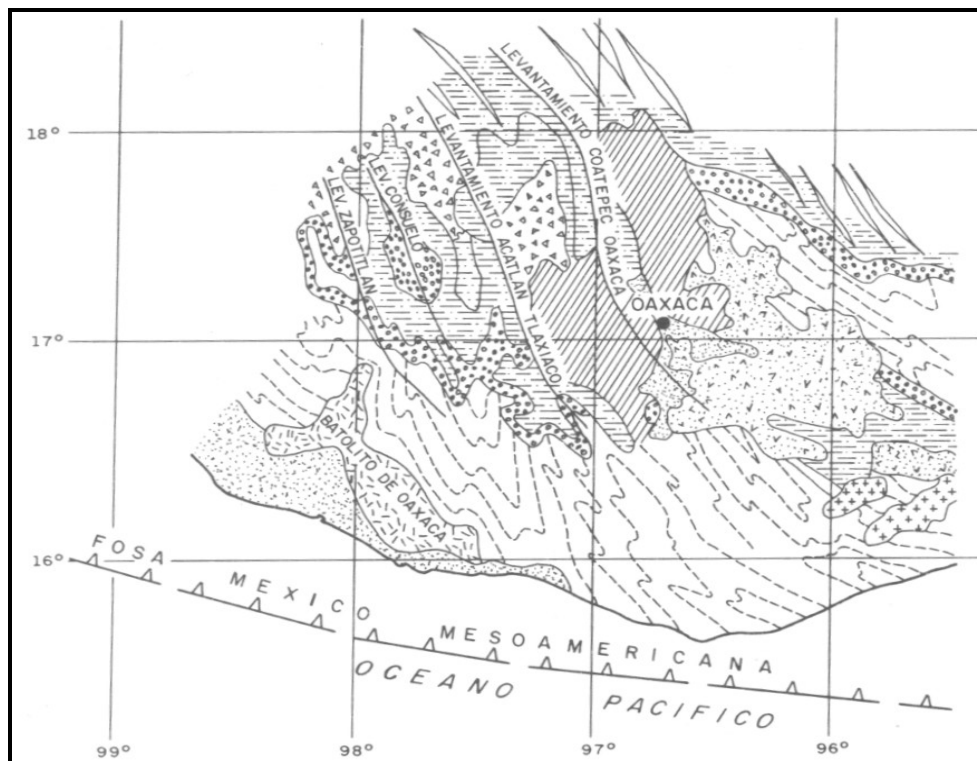 18°
17°
16°
LEVANTAMIENTO COATEPEC OAXACA
LEVANTAMIENTO ACATLAN TLAXIACO
LEV. CONSUELO
LEV. ZAPOTITLAN
OAXACA
BATOLITO DE OAXACA
FOSA MEXICO MESOAMERICANA
OCEANO PACIFICO
99° 98° 97° 96°